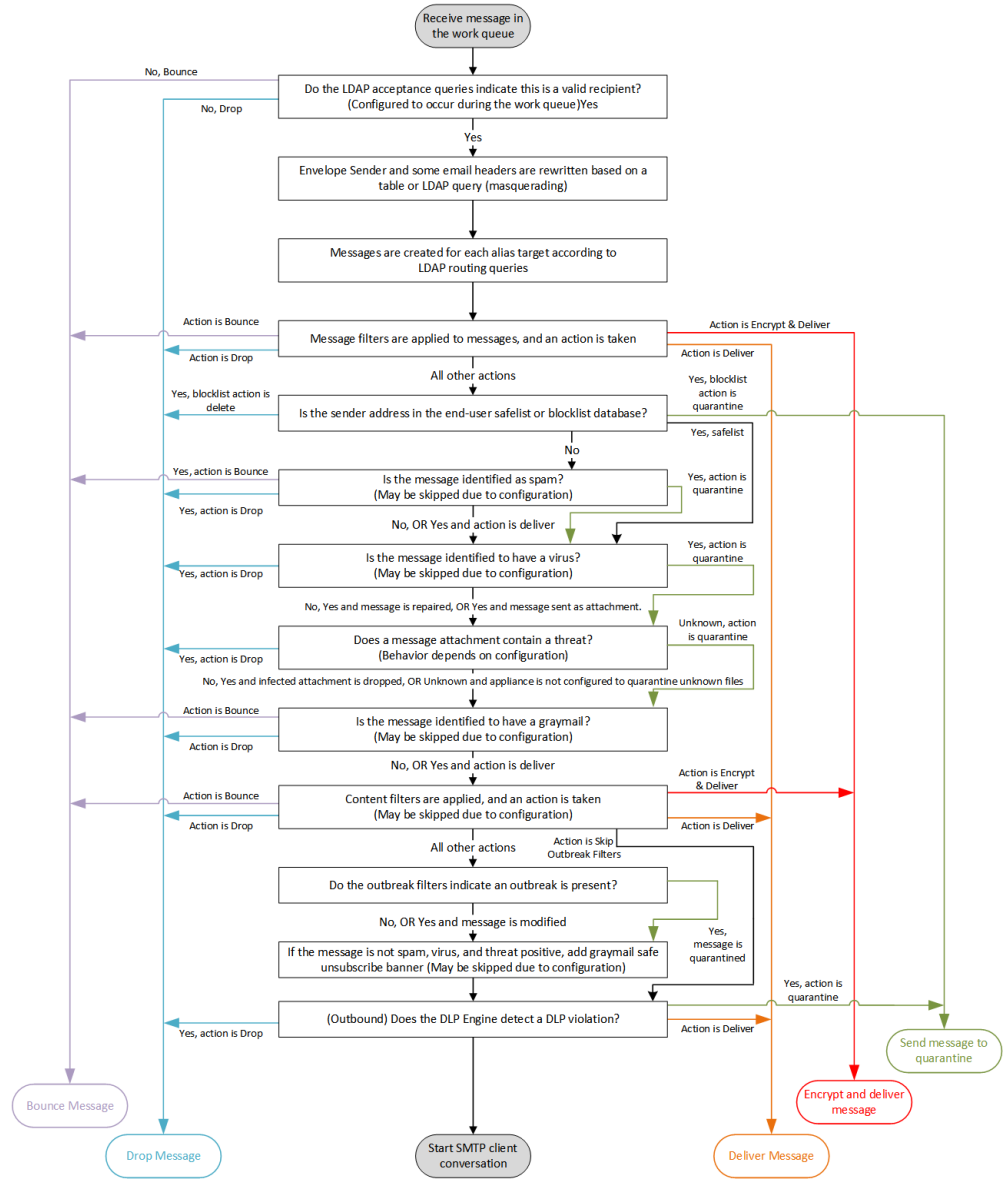 Receive message in
the work queue
No, Bounce
Do the LDAP acceptance queries indicate this is a valid recipient?
(Configured to occur during the work queue)Yes
No, Drop
Yes
Envelope Sender and some email headers are rewritten based on a
table or LDAP query (masquerading)
Messages are created for each alias target according to
LDAP routing queries
Action is Bounce
Action is Encrypt & Deliver
Message filters are applied to messages, and an action is taken
Action is Drop
Action is Deliver
All other actions
Yes, blocklist action is
delete
Yes, blocklist
action is
quarantine
Is the sender address in the end-user safelist or blocklist database?
Yes, safelist
No
Yes, action is Bounce
Is the message identified as spam?
(May be skipped due to configuration)
Yes, action is
quarantine
Yes, action is Drop
No, OR Yes and action is deliver
Is the message identified to have a virus?
(May be skipped due to configuration)
Yes, action is
quarantine
Yes, action is Drop
No, Yes and message is repaired, OR Yes and message sent as attachment.
Unknown, action
is quarantine
Does a message attachment contain a threat?
(Behavior depends on configuration)
Yes, action is Drop
No, Yes and infected attachment is dropped, OR Unknown and appliance is not configured to quarantine unknown files
Action is Bounce
Is the message identified to have a graymail?
(May be skipped due to configuration)
Action is Drop
No, OR Yes and action is deliver
Action is Encrypt
& Deliver
Action is Bounce
Content filters are applied, and an action is taken
(May be skipped due to configuration)
Action is Drop
Action is Deliver
All other actions
Action is Skip
Outbreak Filters
Do the outbreak filters indicate an outbreak is present?
No, OR Yes and message is modified
Yes,
message is
quarantined
If the message is not spam, virus, and threat positive, add graymail safe
unsubscribe banner (May be skipped due to configuration)
Yes, action is
quarantine
(Outbound) Does the DLP Engine detect a DLP violation?
Yes, action is Drop
Action is Deliver
Send message to
quarantine
Bounce Message
Encrypt and deliver
message
Drop Message
Start SMTP client
conversation
Deliver Message